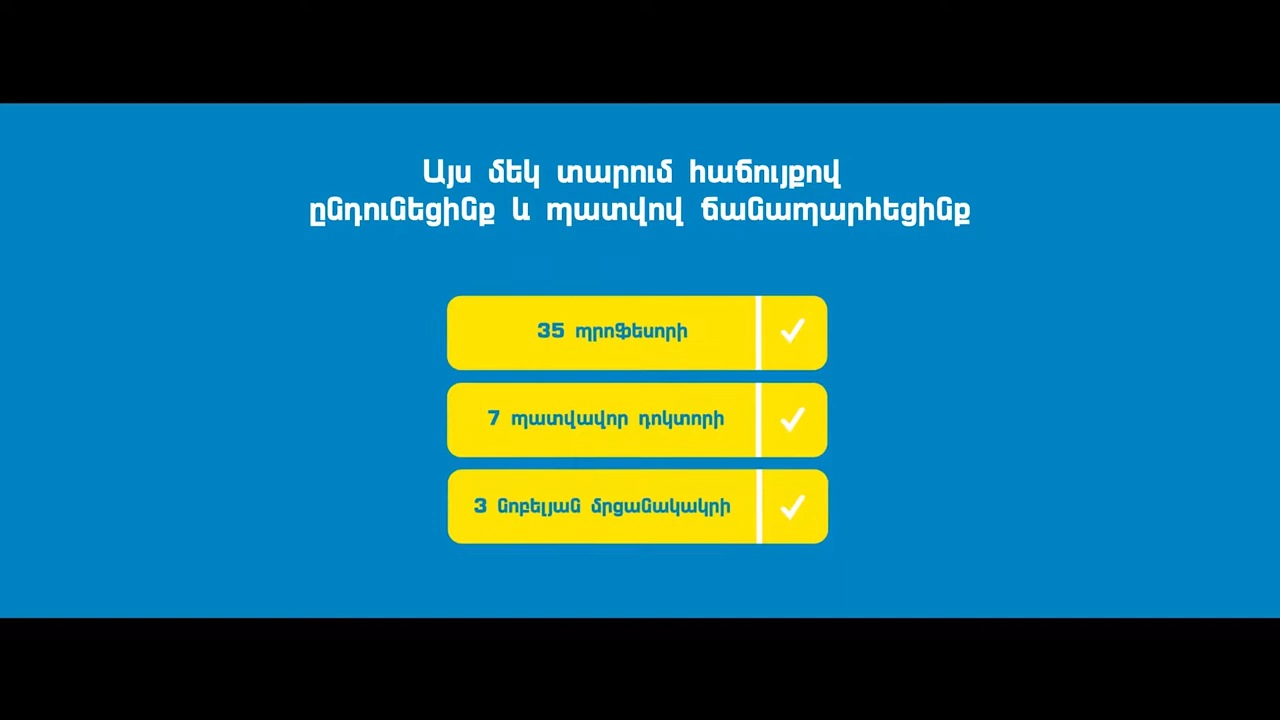 Այս մեկ տարում հաճույքով
ընդունեցինք և պատվով ճանապարհեցինք
35 պրոֆեսորի
7 պատվավոր դոկտորի
3 նոբելյան մրցանակակրի